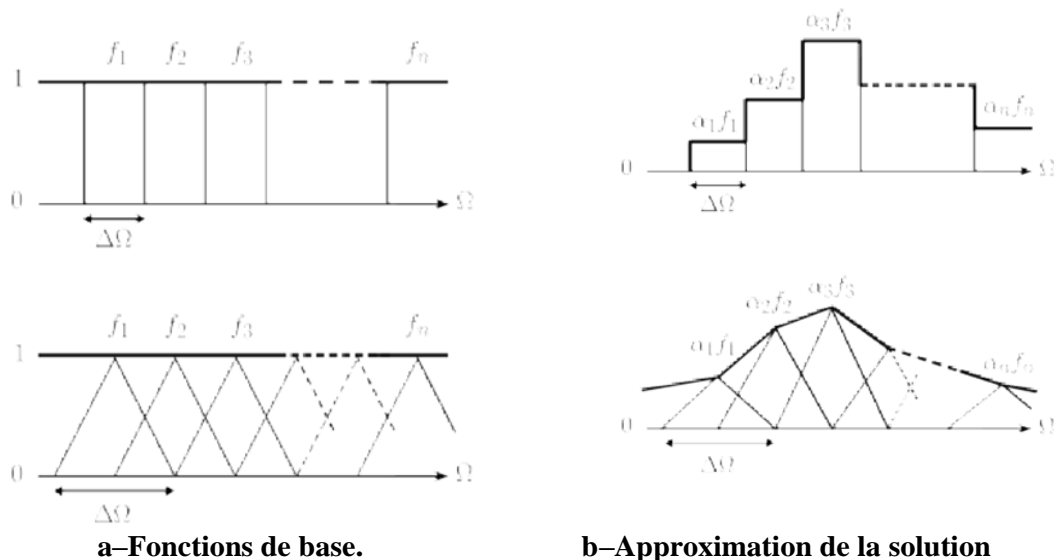 f₁ f₂ f₃ fₙ
1
0 Ω
ΔΩ
α₃f₃
α₂f₂
α₁f₁ αₙfₙ
0 Ω
ΔΩ
f₁ f₂ f₃ fₙ
1
0 Ω
ΔΩ
α₃f₃
α₂f₂
α₁f₁ αₙfₙ
0 Ω
ΔΩ
a–Fonctions de base.
b–Approximation de la solution